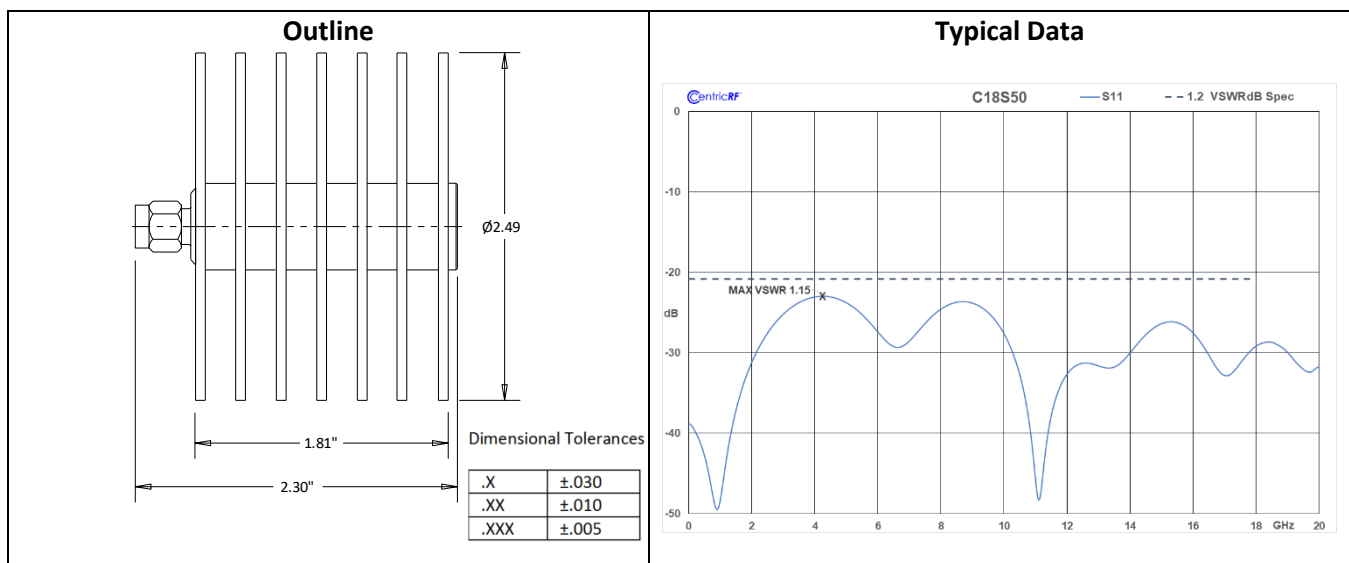 Outline
Ø2.49
1.81"
2.30"
Dimensional Tolerances
.X ±.030
.XX ±.010
.XXX ±.005
Typical Data
CentricRF
C18S50
S11
1.2 VSWRdB Spec
0
-10
-20
MAX VSWR 1.15
X
dB
-30
-40
-50
0 2 4 6 8 10 12 14 16 18 GHz 20